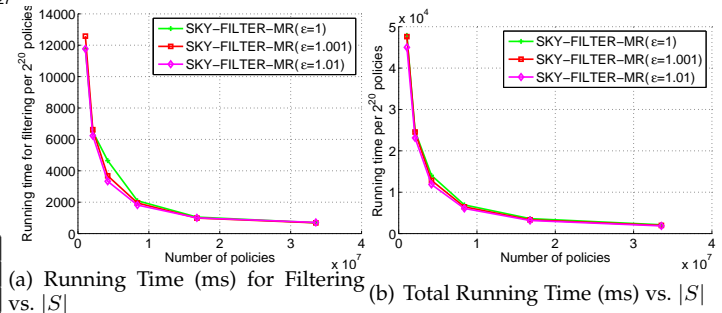 27
14000
12000
10000
8000
6000
4000
2000
0
Running time for filtering per 2^20 policies
SKY−FILTER−MR(ε=1)
SKY−FILTER−MR(ε=1.001)
SKY−FILTER−MR(ε=1.01)
0 1 2 3 4
Number of policies
x 10^7
(a) Running Time (ms) for Filtering
vs. |S|
x 10^4
5
4
3
2
1
0
Running time per 2^20 policies
SKY−FILTER−MR(ε=1)
SKY−FILTER−MR(ε=1.001)
SKY−FILTER−MR(ε=1.01)
0 1 2 3 4
Number of policies
x 10^7
(b) Total Running Time (ms) vs. |S|